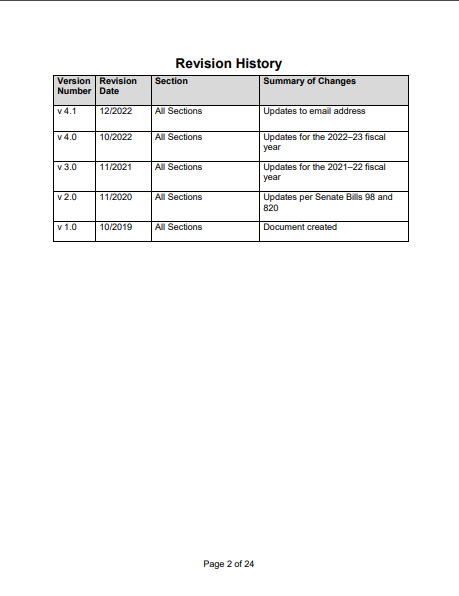 Revision History
Version Number Revision Date Section Summary of Changes
v 4.1 12/2022 All Sections Updates to email address
v 4.0 10/2022 All Sections Updates for the 2022–23 fiscal year
v 3.0 11/2021 All Sections Updates for the 2021–22 fiscal year
v 2.0 11/2020 All Sections Updates per Senate Bills 98 and 820
v 1.0 10/2019 All Sections Document created
Page 2 of 24